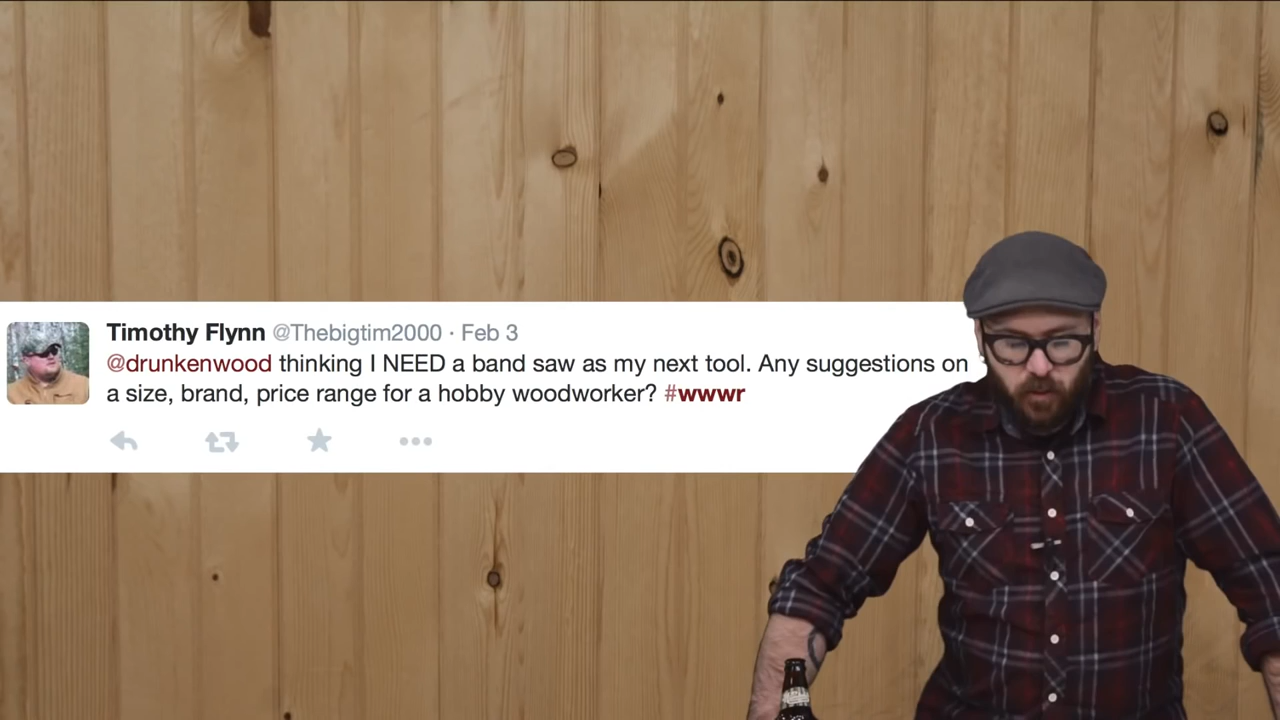 Timothy Flynn @Thebigtim2000 · Feb 3
@drunkenwood thinking I NEED a band saw as my next tool. Any suggestions on
a size, brand, price range for a hobby woodworker? #wwwr